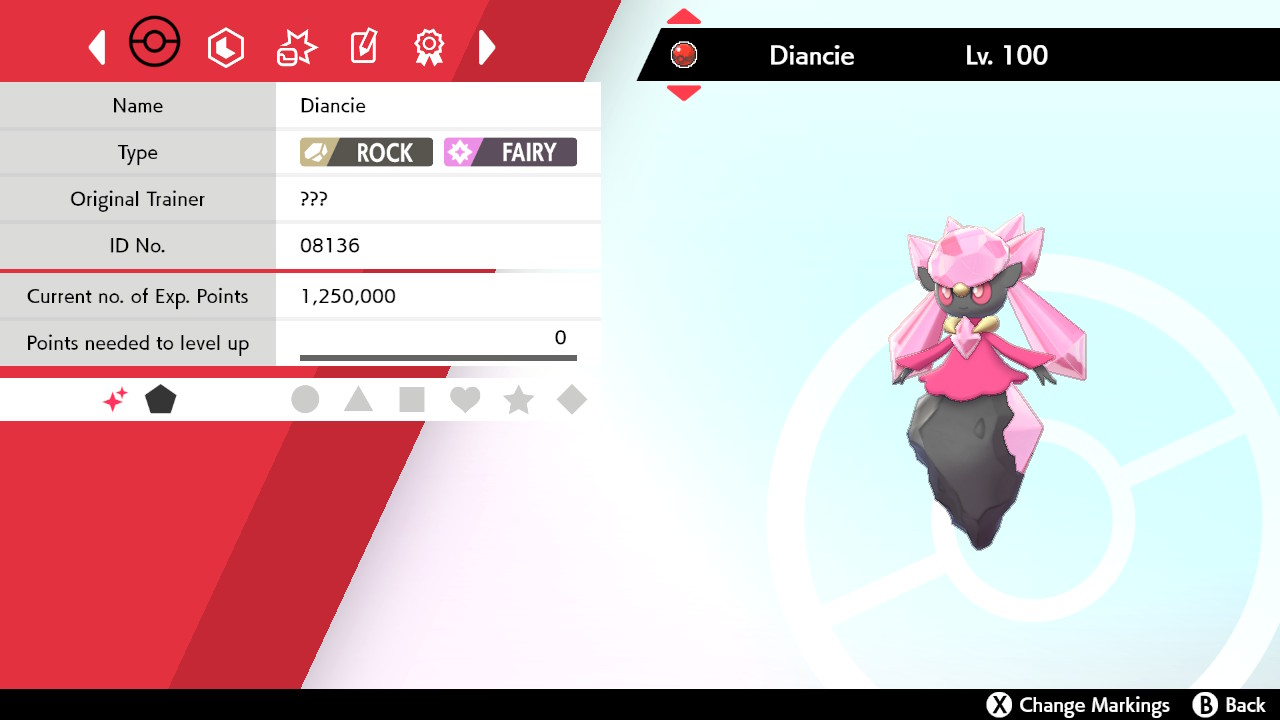 Diancie Lv. 100
Name Diancie
Type ROCK FAIRY
Original Trainer ???
ID No. 08136
Current no. of Exp. Points 1,250,000
Points needed to level up 0
X Change Markings B Back